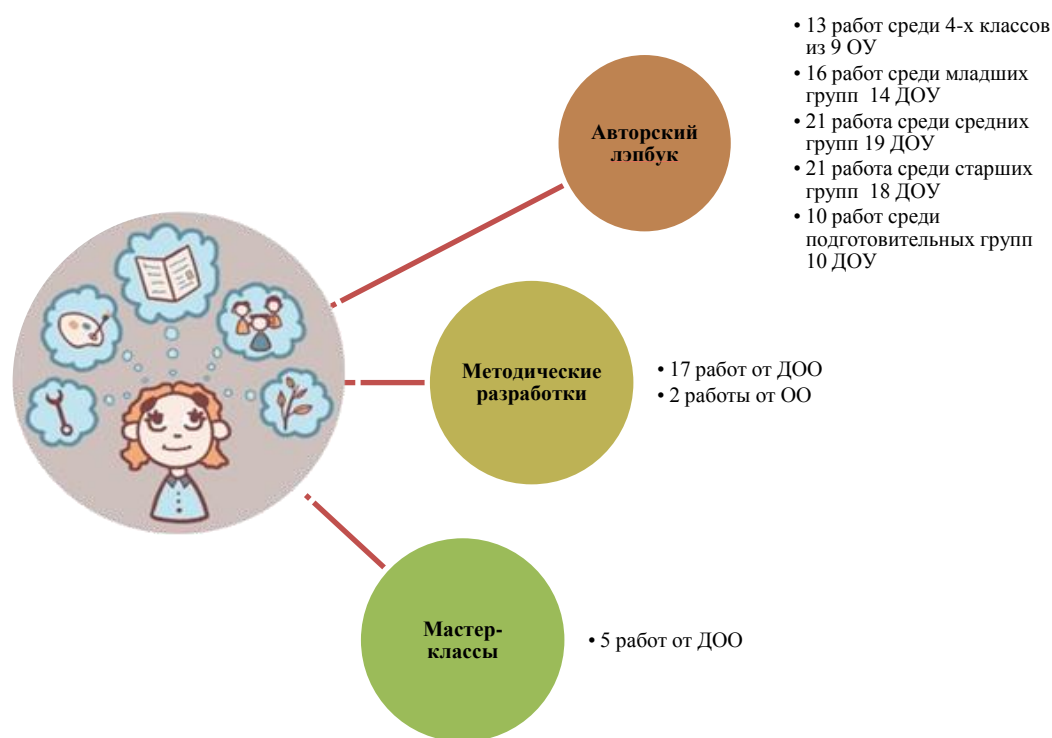 • 13 работ среди 4-х классов
из 9 ОУ
• 16 работ среди младших
групп 14 ДОУ
• 21 работа среди средних
групп 19 ДОУ
• 21 работа среди старших
групп 18 ДОУ
• 10 работ среди
подготовительных групп
10 ДОУ
Авторский
лэпбук
Методические
разработки
• 17 работ от ДОО
• 2 работы от ОО
Мастер-
классы
• 5 работ от ДОО